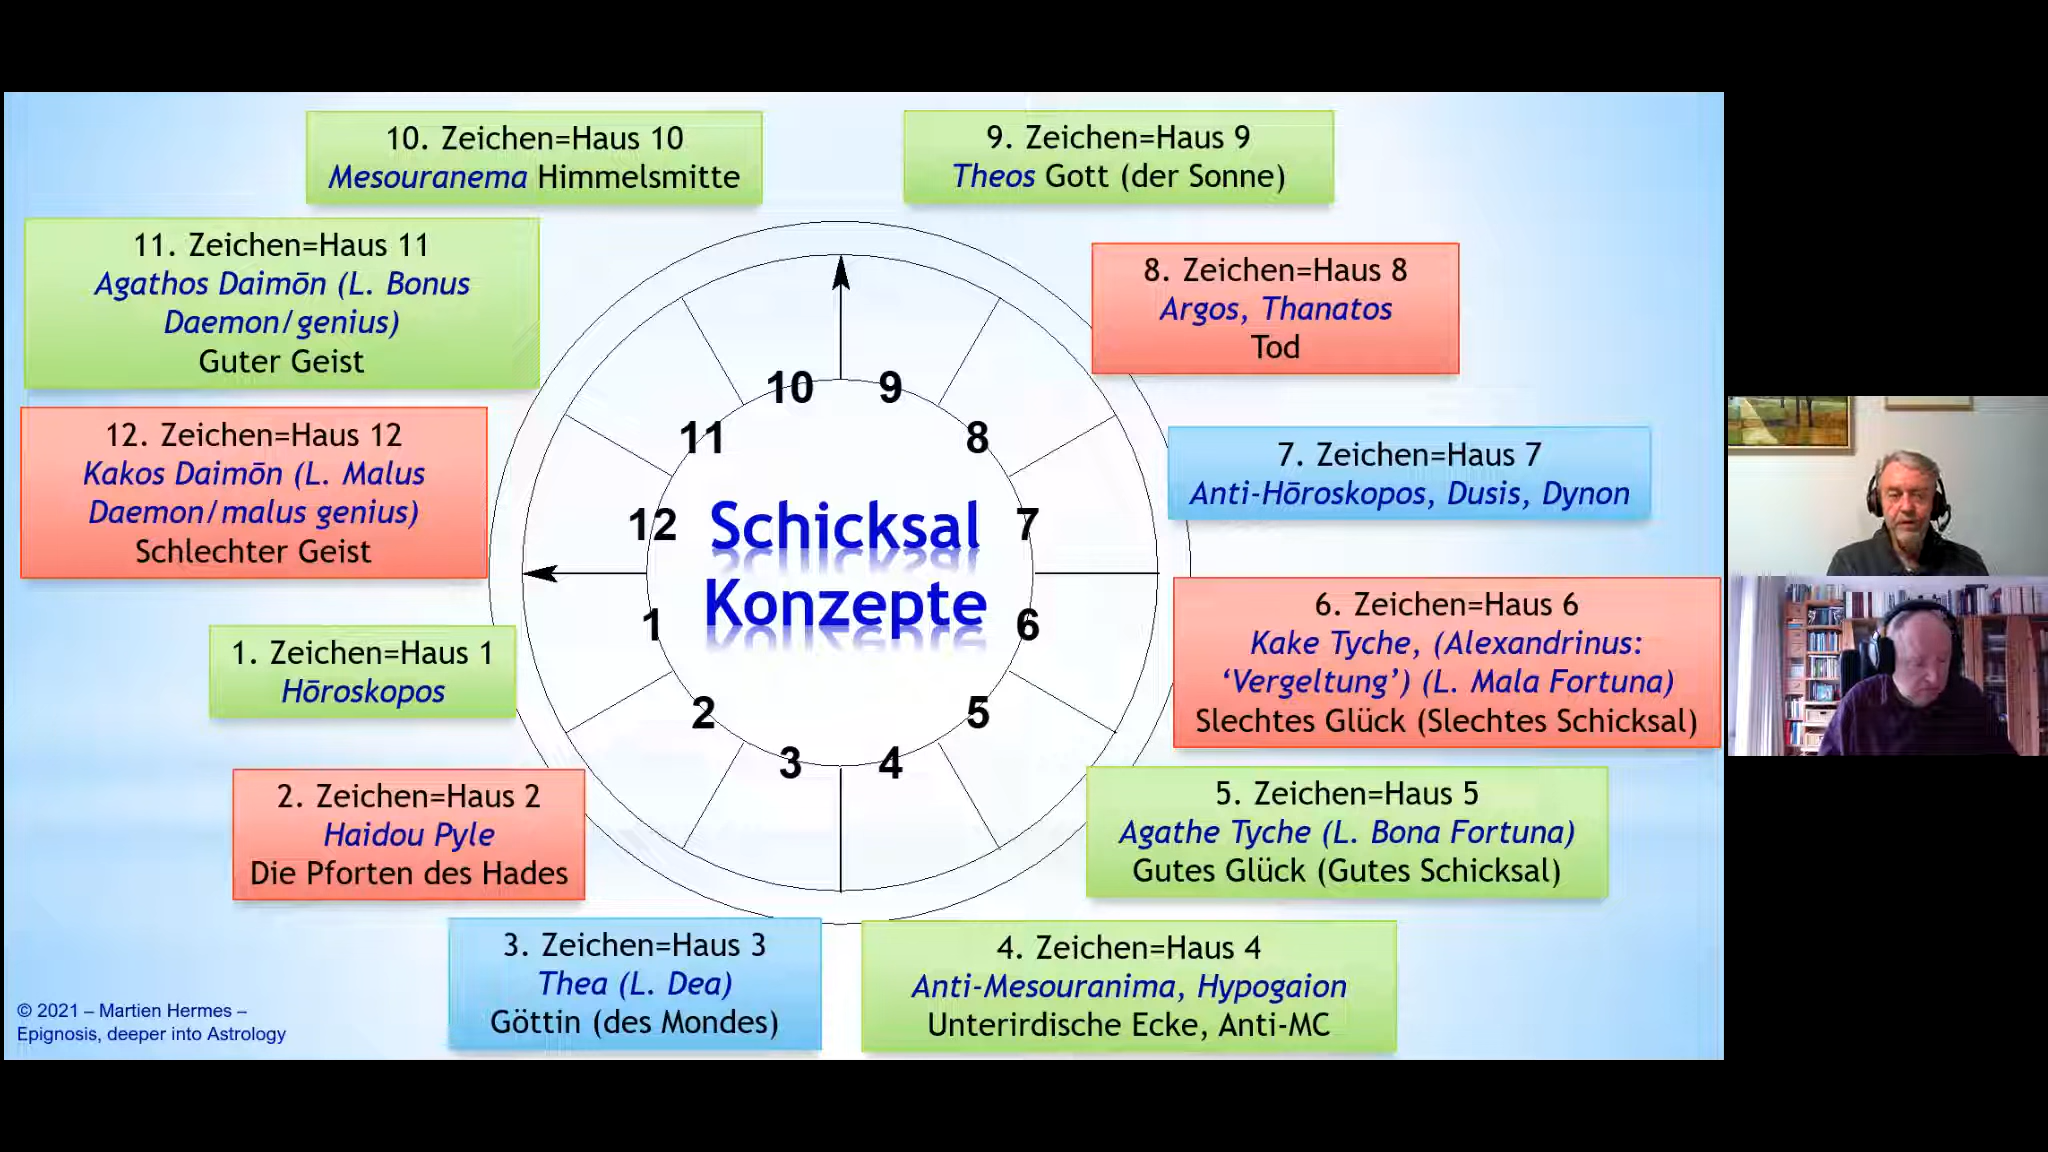 10. Zeichen=Haus 10
Mesouranema Himmelsmitte
9. Zeichen=Haus 9
Theos Gott (der Sonne)
11. Zeichen=Haus 11
Agathos Daimōn (L. Bonus
Daemon/genius)
Guter Geist
8. Zeichen=Haus 8
Argos, Thanatos
Tod
12. Zeichen=Haus 12
Kakos Daimōn (L. Malus
Daemon/malus genius)
Schlechter Geist
7. Zeichen=Haus 7
Anti-Hōroskopos, Dusis, Dynon
10 9
11 8
12 7
Schicksal
Konzepte
1 6
2 5
3 4
1. Zeichen=Haus 1
Hōroskopos
6. Zeichen=Haus 6
Kake Tyche, (Alexandrinus:
‘Vergeltung’) (L. Mala Fortuna)
Slechtes Glück (Slechtes Schicksal)
2. Zeichen=Haus 2
Haidou Pyle
Die Pforten des Hades
5. Zeichen=Haus 5
Agathe Tyche (L. Bona Fortuna)
Gutes Glück (Gutes Schicksal)
3. Zeichen=Haus 3
Thea (L. Dea)
Göttin (des Mondes)
4. Zeichen=Haus 4
Anti-Mesouranima, Hypogaion
Unterirdische Ecke, Anti-MC
© 2021 – Martien Hermes –
Epignosis, deeper into Astrology